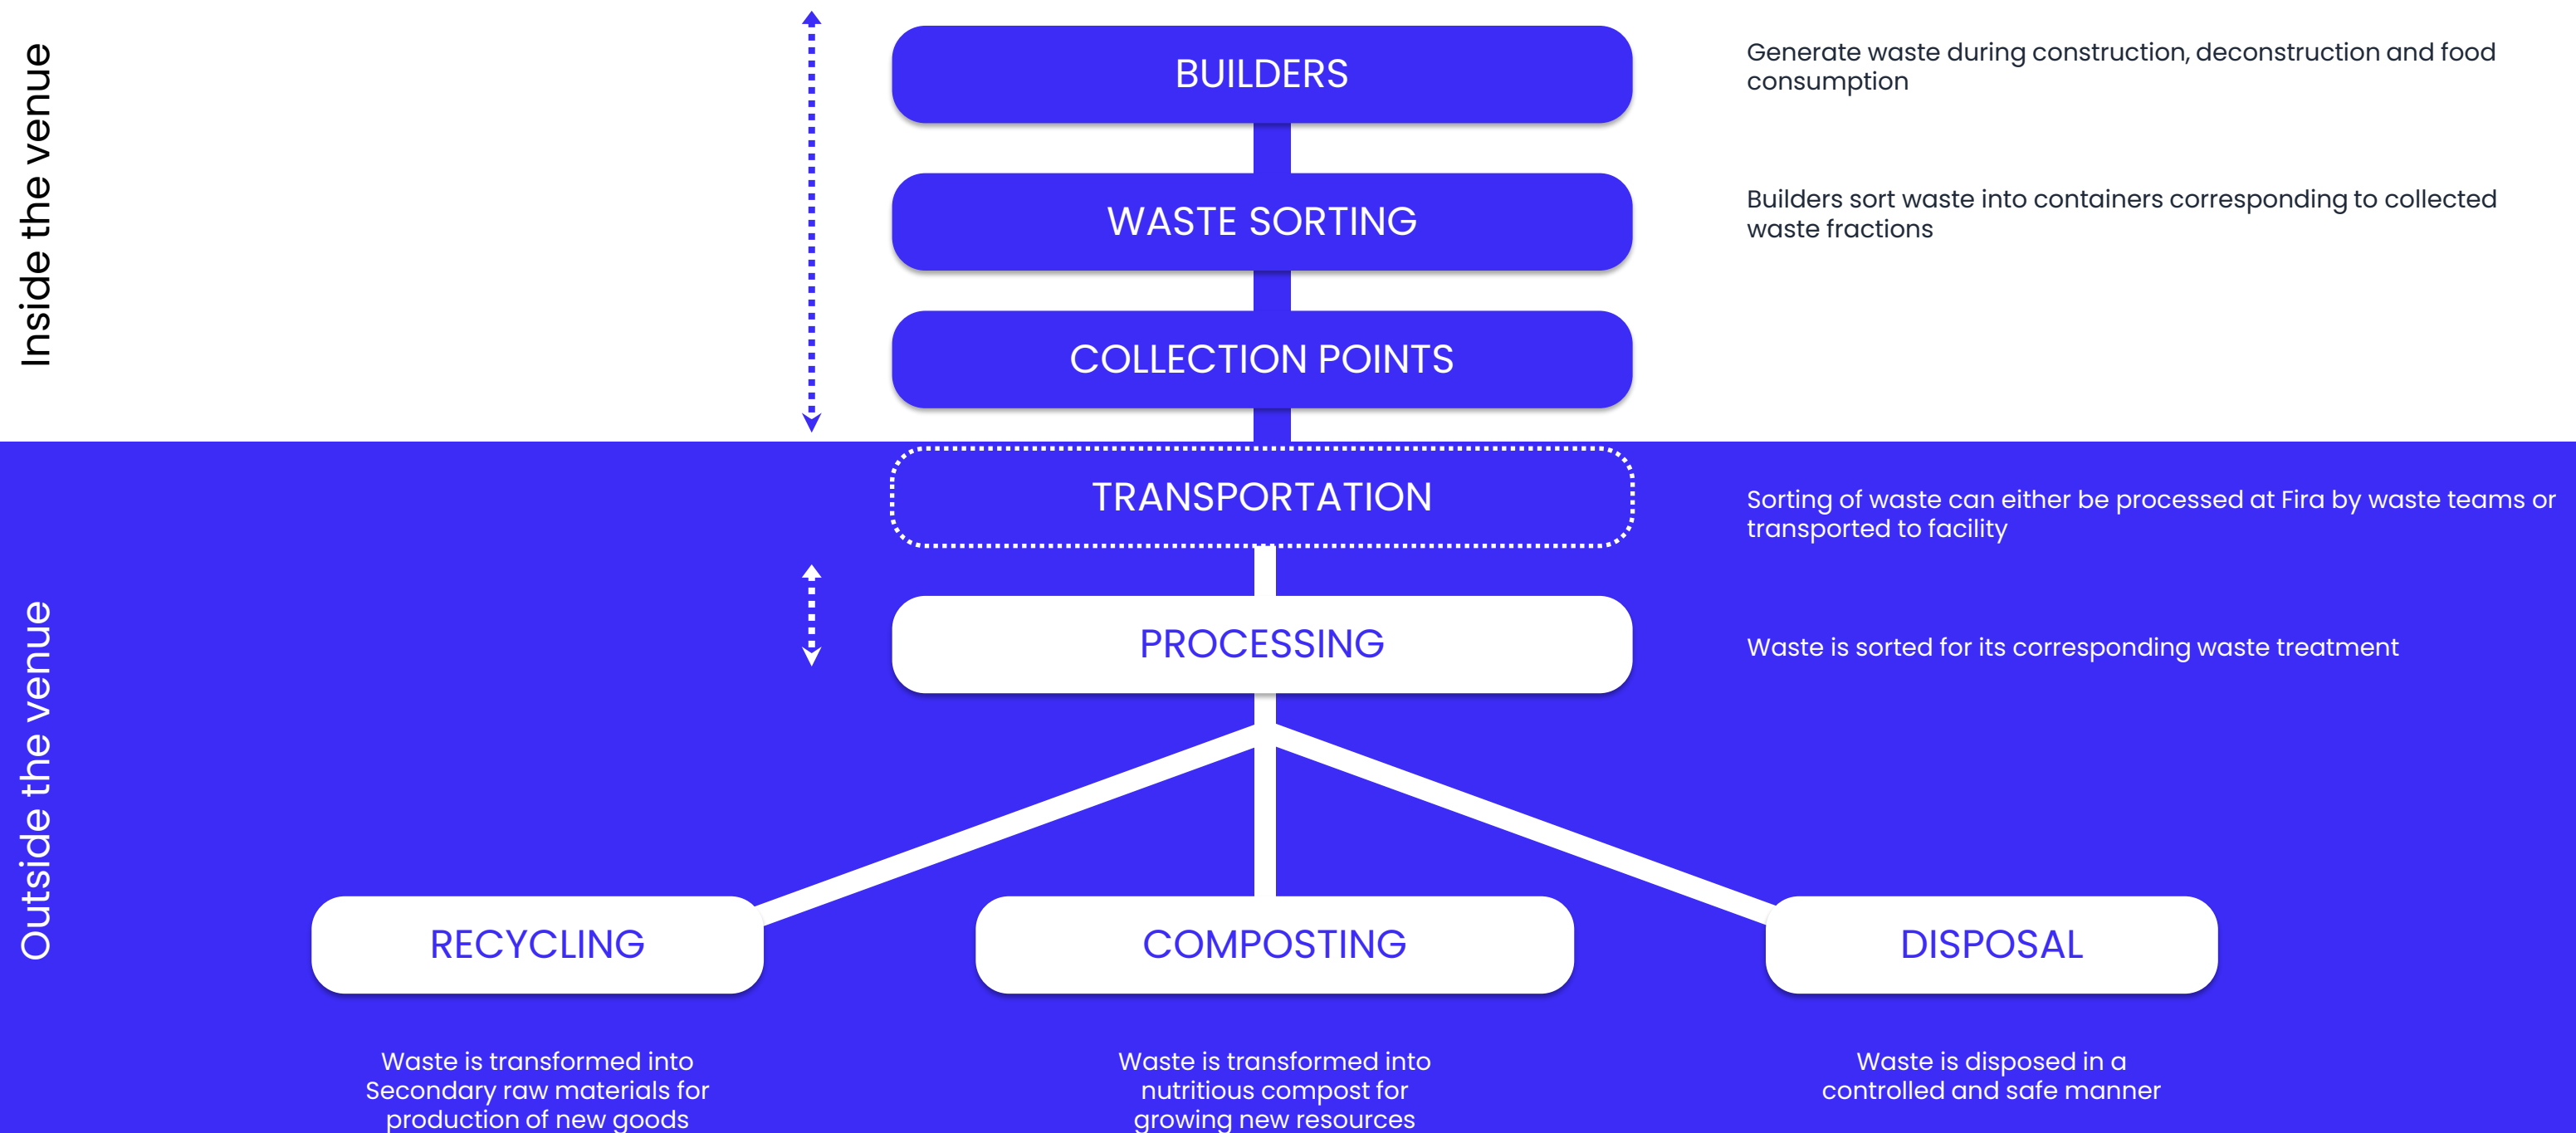 Inside the venue
BUILDERS
Generate waste during construction, deconstruction and food
consumption
WASTE SORTING
Builders sort waste into containers corresponding to collected
waste fractions
COLLECTION POINTS
Outside the venue
TRANSPORTATION
Sorting of waste can either be processed at Fira by waste teams or
transported to facility
PROCESSING
Waste is sorted for its corresponding waste treatment
RECYCLING
COMPOSTING
DISPOSAL
Waste is transformed into
Secondary raw materials for
production of new goods
Waste is transformed into
nutritious compost for
growing new resources
Waste is disposed in a
controlled and safe manner